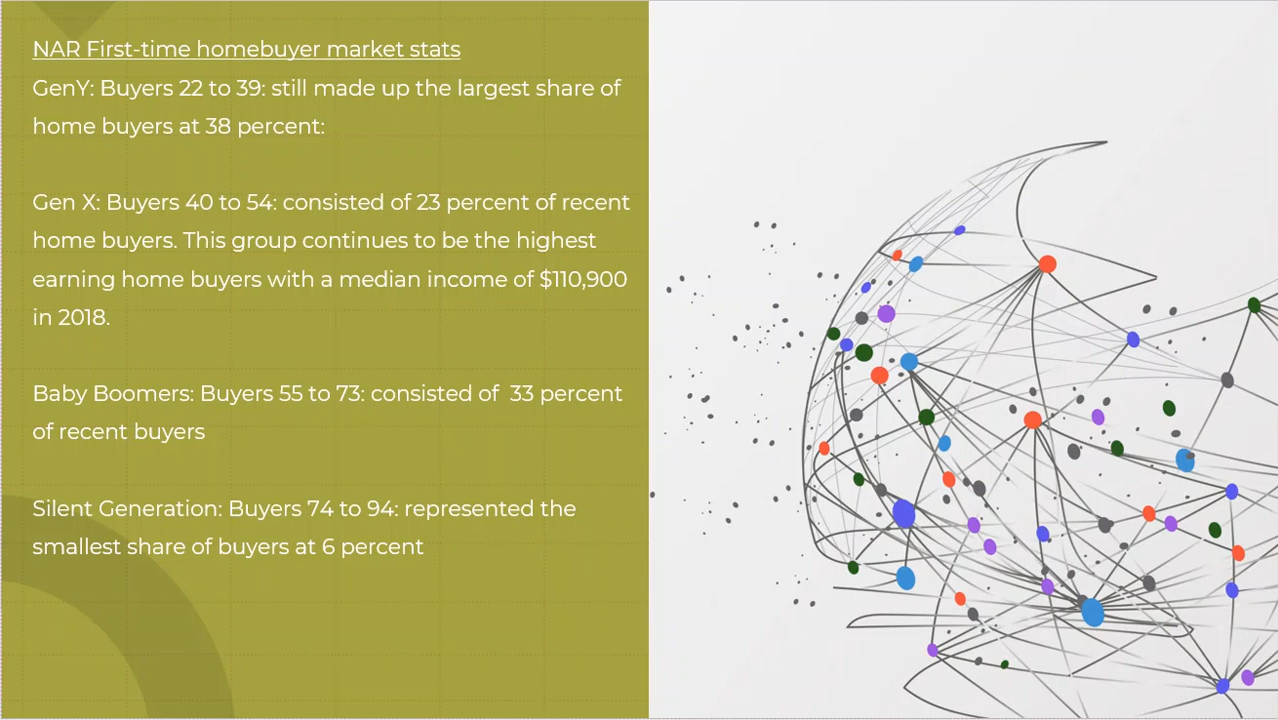 NAR First-time homebuyer market stats
GenY: Buyers 22 to 39: still made up the largest share of
home buyers at 38 percent:
Gen X: Buyers 40 to 54: consisted of 23 percent of recent
home buyers. This group continues to be the highest
earning home buyers with a median income of $110,900
in 2018.
Baby Boomers: Buyers 55 to 73: consisted of  33 percent
of recent buyers
Silent Generation: Buyers 74 to 94: represented the
smallest share of buyers at 6 percent